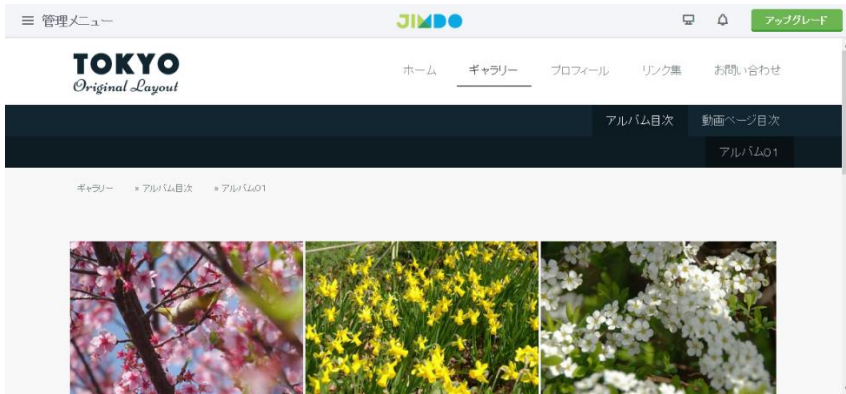 管理メニュー
JIMDO
アップグレード
TOKYO
Original Layout
ホーム ギャラリー プロフィール リンク集 お問い合わせ
アルバム目次 動画ページ目次
アルバム01
ギャラリー » アルバム目次 » アルバム01